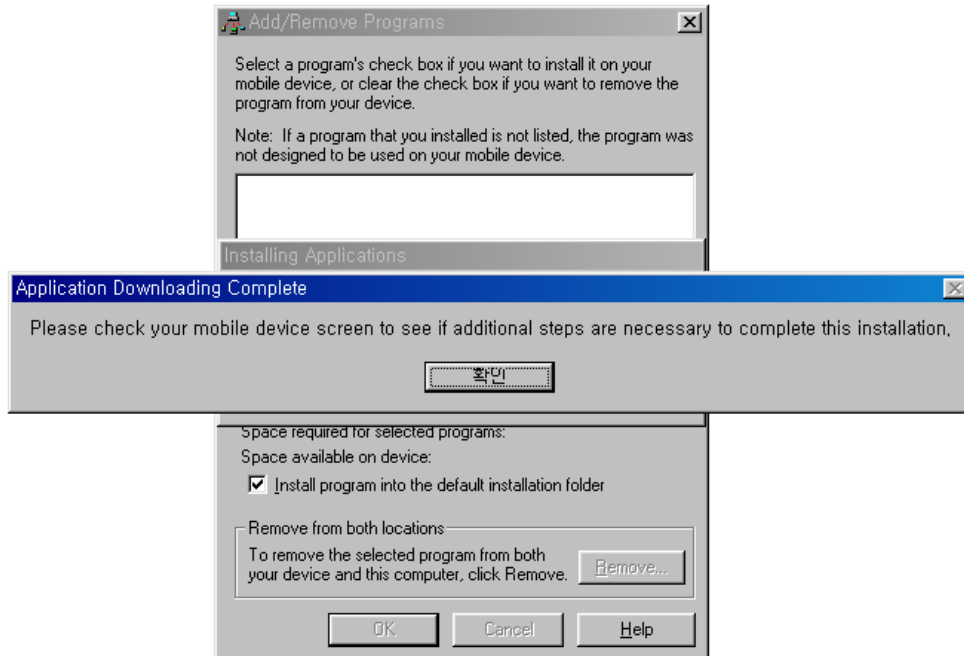 Add/Remove Programs
Select a program's check box if you want to install it on your
mobile device, or clear the check box if you want to remove the
program from your device.
Note: If a program that you installed is not listed, the program was
not designed to be used on your mobile device.
Installing Applications
Application Downloading Complete
Please check your mobile device screen to see if additional steps are necessary to complete this installation,
확인
Space required for selected programs:
Space available on device:
Install program into the default installation folder
Remove from both locations
To remove the selected program from both
your device and this computer, click Remove.
Remove...
OK
Cancel
Help